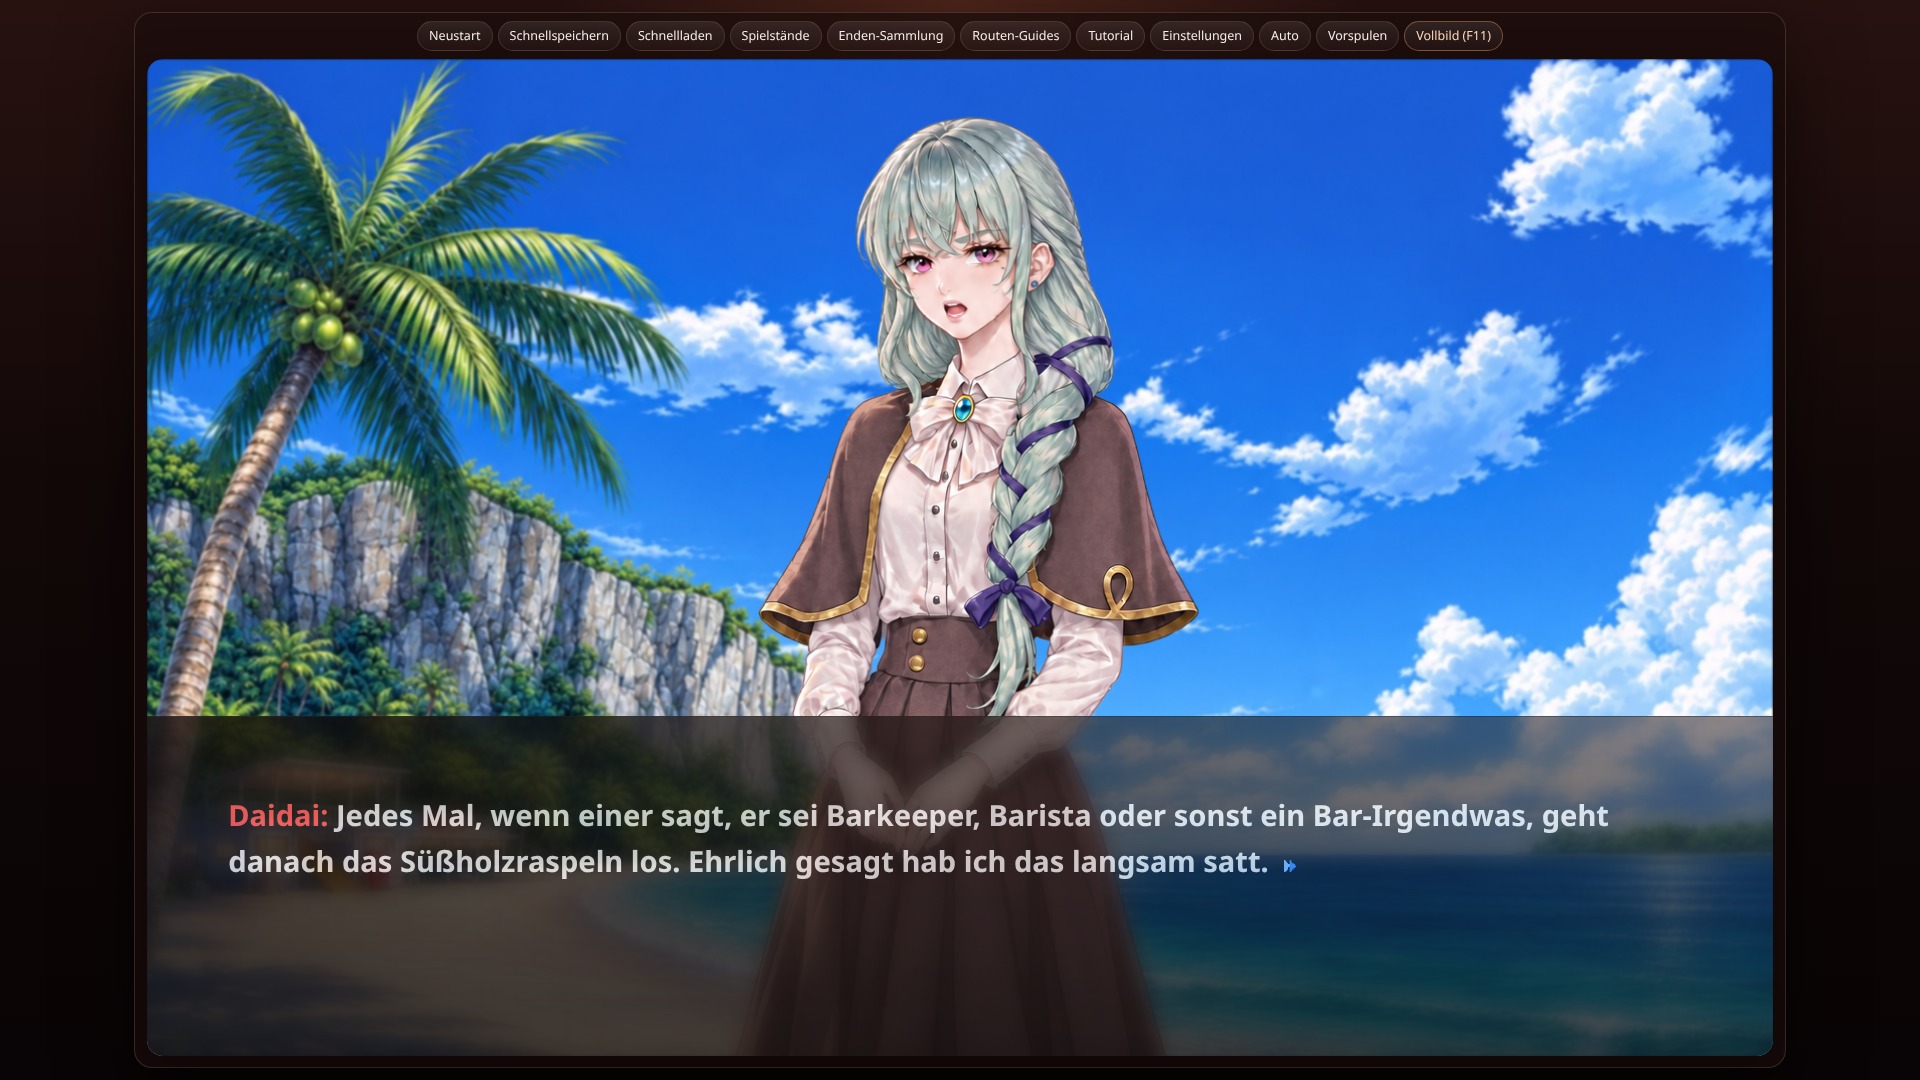 Neustart
Schnellspeichern
Schnellladen
Spielstände
Enden-Sammlung
Routen-Guides
Tutorial
Einstellungen
Auto
Vorspulen
Vollbild (F11)
Daidai: Jedes Mal, wenn einer sagt, er sei Barkeeper, Barista oder sonst ein Bar-Irgendwas, geht
danach das Süßholzraspeln los. Ehrlich gesagt hab ich das langsam satt.